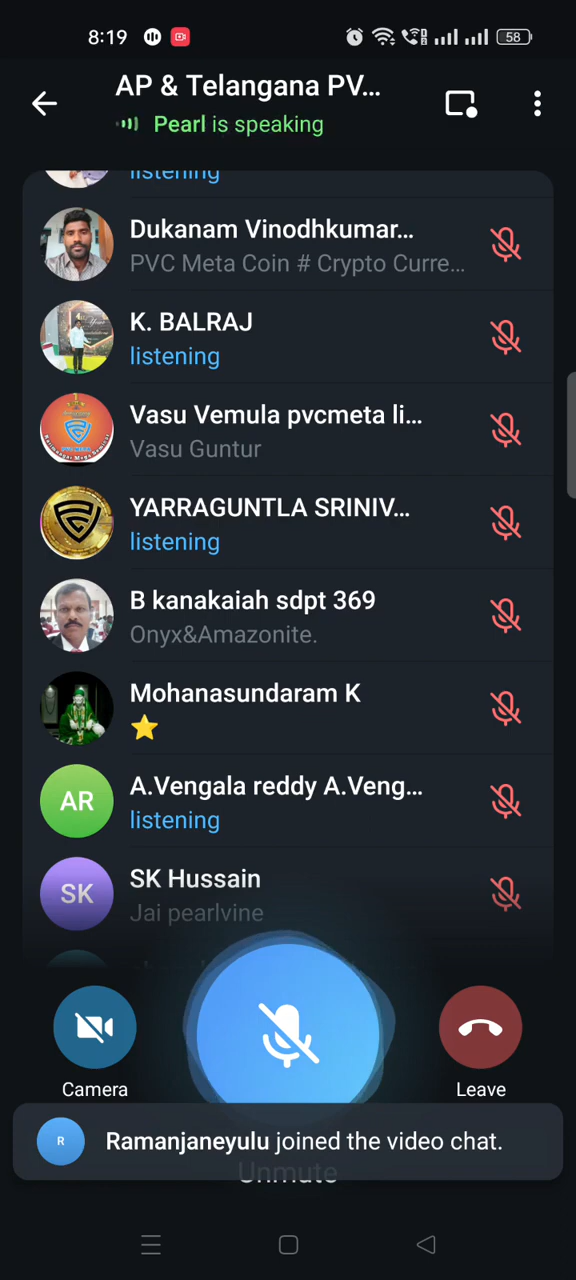 8:19
58
AP & Telangana PV...
Pearl is speaking
listening
Dukanam Vinodhkumar...
PVC Meta Coin # Crypto Curre...
K. BALRAJ
listening
Vasu Vemula pvcmeta li...
Vasu Guntur
YARRAGUNTLA SRINIV...
listening
B kanakaiah sdpt 369
Onyx&Amazonite.
Mohanasundaram K
AR
A.Vengala reddy A.Veng...
listening
SK
SK Hussain
Jai pearlvine
Camera
Leave
R
Ramanjaneyulu joined the video chat.
Unmute